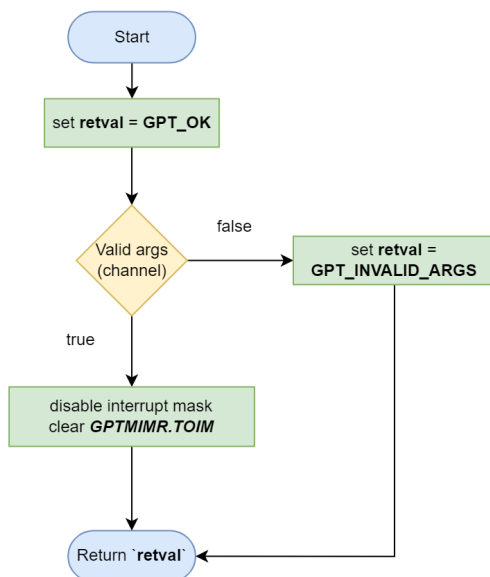 Start
set retval = GPT_OK
false
Valid args
(channel)
set retval =
GPT_INVALID_ARGS
true
disable interrupt mask
clear GPTMIMR.TOIM
Return `retval`